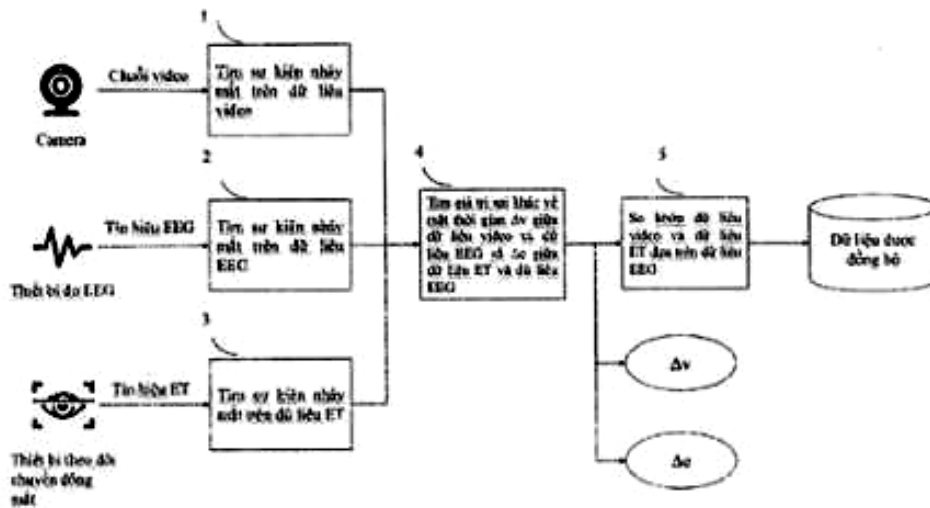 1
Chuỗi video
Tìm sự kiện nháy
mắt trên dữ liệu
video
Camera
2
Tín hiệu EEG
Tìm sự kiện nháy
mắt trên dữ liệu
EEG
Thiết bị đo EEG
3
Tín hiệu ET
Tìm sự kiện nháy
mắt trên dữ liệu ET
Thiết bị theo dõi
chuyển động
mắt
4
Tìm giá trị sai khác về
mặt thời gian Δv giữa
dữ liệu video và dữ
liệu EEG và Δe giữa
dữ liệu ET và dữ liệu
EEG
5
So khớp dữ liệu
video và dữ liệu
ET dựa trên dữ liệu
EEG
Dữ liệu được
đồng bộ
Δv
Δe